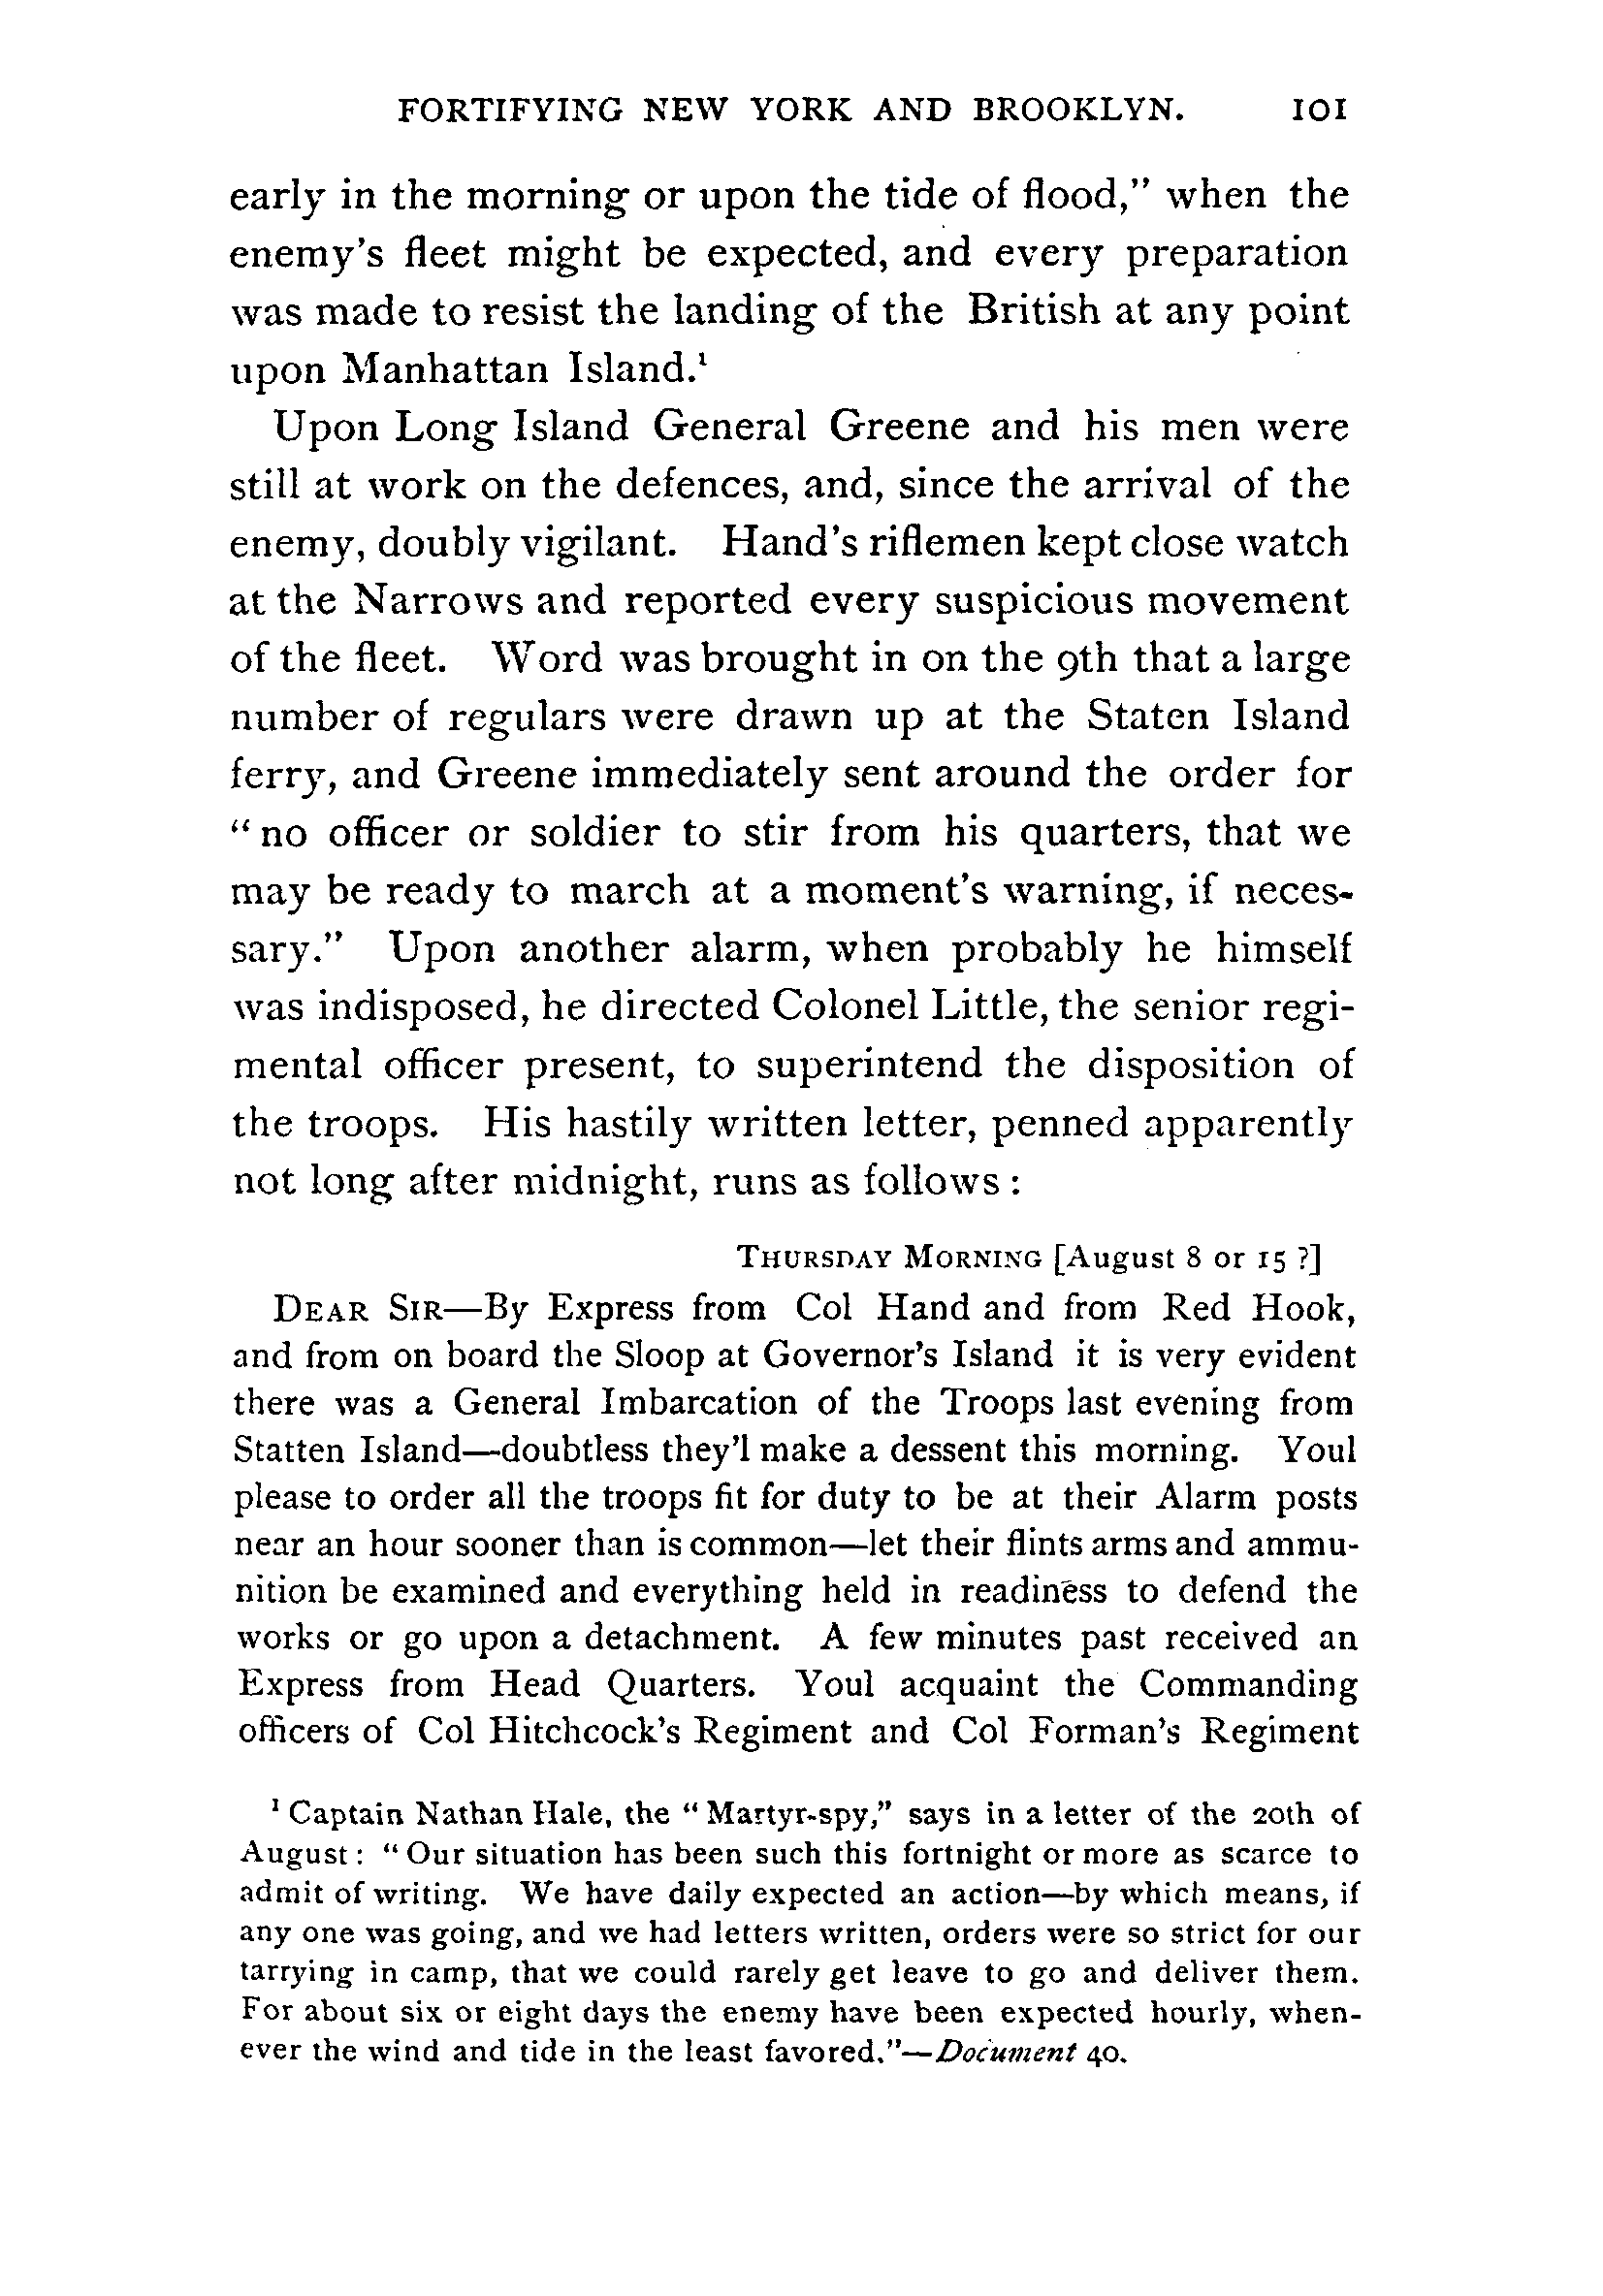 FORTIFYING NEW YORK AND BROOKLYN. 101
early in the morning or upon the tide of flood," when the
enemy's fleet might be expected, and every preparation
was made to resist the landing of the British at any point
upon Manhattan Island.¹
Upon Long Island General Greene and his men were
still at work on the defences, and, since the arrival of the
enemy, doubly vigilant. Hand's riflemen kept close watch
at the Narrows and reported every suspicious movement
of the fleet. Word was brought in on the 9th that a large
number of regulars were drawn up at the Staten Island
ferry, and Greene immediately sent around the order for
"no officer or soldier to stir from his quarters, that we
may be ready to march at a moment's warning, if neces-
sary." Upon another alarm, when probably he himself
was indisposed, he directed Colonel Little, the senior regi-
mental officer present, to superintend the disposition of
the troops. His hastily written letter, penned apparently
not long after midnight, runs as follows :
THURSDAY MORNING [August 8 or 15 ?]
DEAR SIR—By Express from Col Hand and from Red Hook,
and from on board the Sloop at Governor's Island it is very evident
there was a General Imbarcation of the Troops last evening from
Statten Island—doubtless they'l make a dessent this morning. Youl
please to order all the troops fit for duty to be at their Alarm posts
near an hour sooner than is common—let their flints arms and ammu-
nition be examined and everything held in readiness to defend the
works or go upon a detachment. A few minutes past received an
Express from Head Quarters. Youl acquaint the Commanding
officers of Col Hitchcock's Regiment and Col Forman's Regiment
¹ Captain Nathan Hale, the "Martyr-spy," says in a letter of the 20th of
August: "Our situation has been such this fortnight or more as scarce to
admit of writing. We have daily expected an action—by which means, if
any one was going, and we had letters written, orders were so strict for our
tarrying in camp, that we could rarely get leave to go and deliver them.
For about six or eight days the enemy have been expected hourly, when-
ever the wind and tide in the least favored."—Document 40.